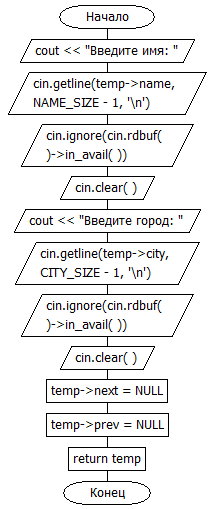 Начало
cout << "Введите имя: "
cin.getline(temp->name,
NAME_SIZE - 1, '\n')
cin.ignore(cin.rdbuf(
)->in_avail( ))
cin.clear( )
cout << "Введите город: "
cin.getline(temp->city,
CITY_SIZE - 1, '\n')
cin.ignore(cin.rdbuf(
)->in_avail( ))
cin.clear( )
temp->next = NULL
temp->prev = NULL
return temp
Конец